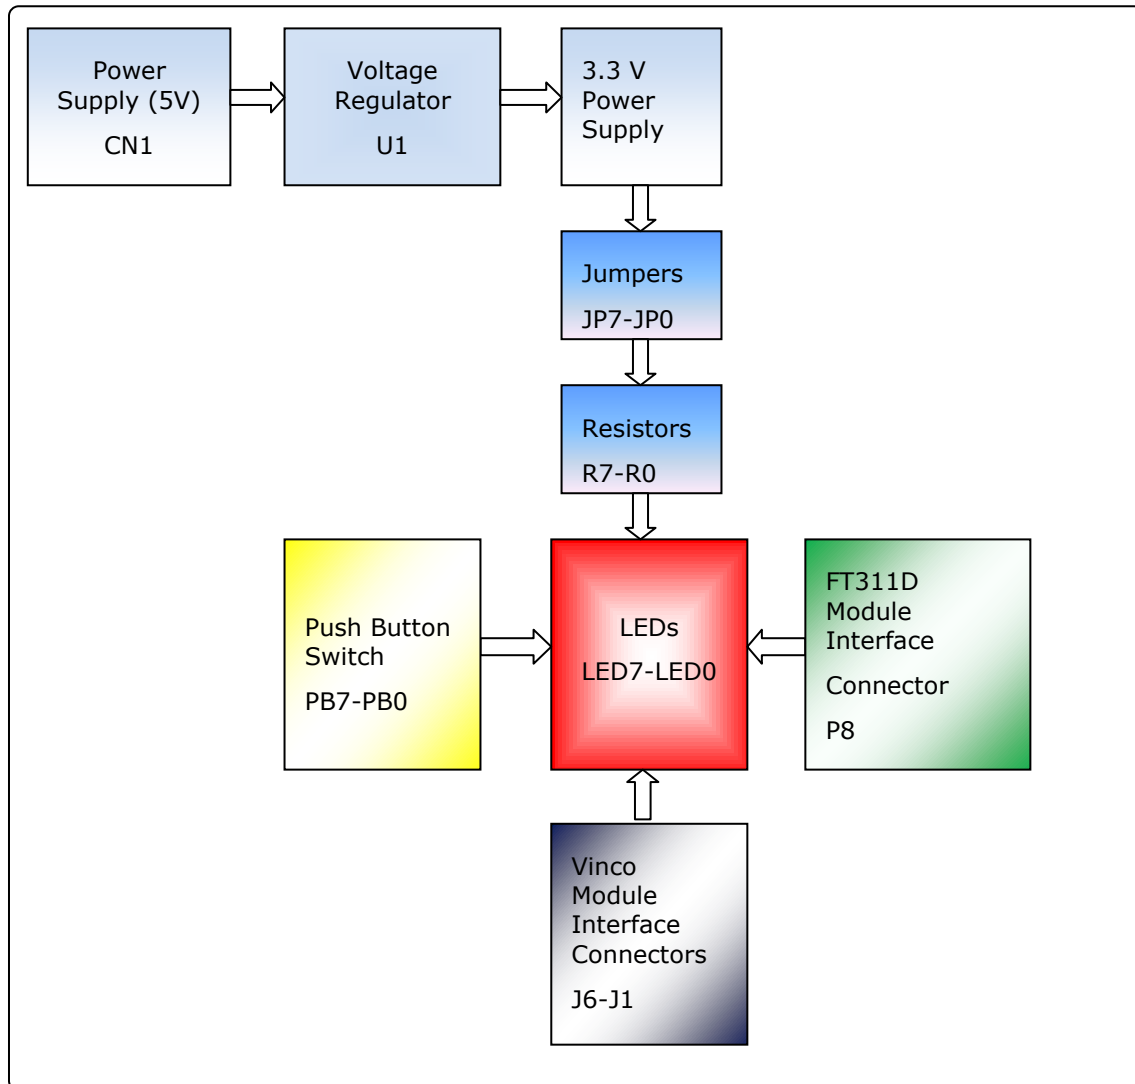 Power
Supply (5V)
CN1
Voltage
Regulator
U1
3.3 V
Power
Supply
Jumpers
JP7-JP0
Resistors
R7-R0
Push Button
Switch
PB7-PB0
LEDs
LED7-LED0
FT311D
Module
Interface
Connector
P8
Vinco
Module
Interface
Connectors
J6-J1